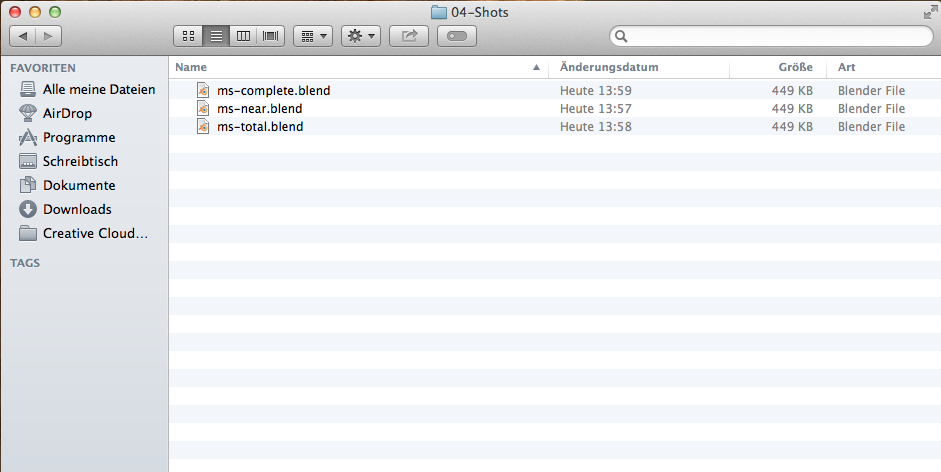 04-Shots
FAVORITEN
Alle meine Dateien
AirDrop
Programme
Schreibtisch
Dokumente
Downloads
Creative Cloud...
TAGS
Name Änderungsdatum Größe Art
ms-complete.blend Heute 13:59 449 KB Blender File
ms-near.blend Heute 13:57 449 KB Blender File
ms-total.blend Heute 13:58 449 KB Blender File